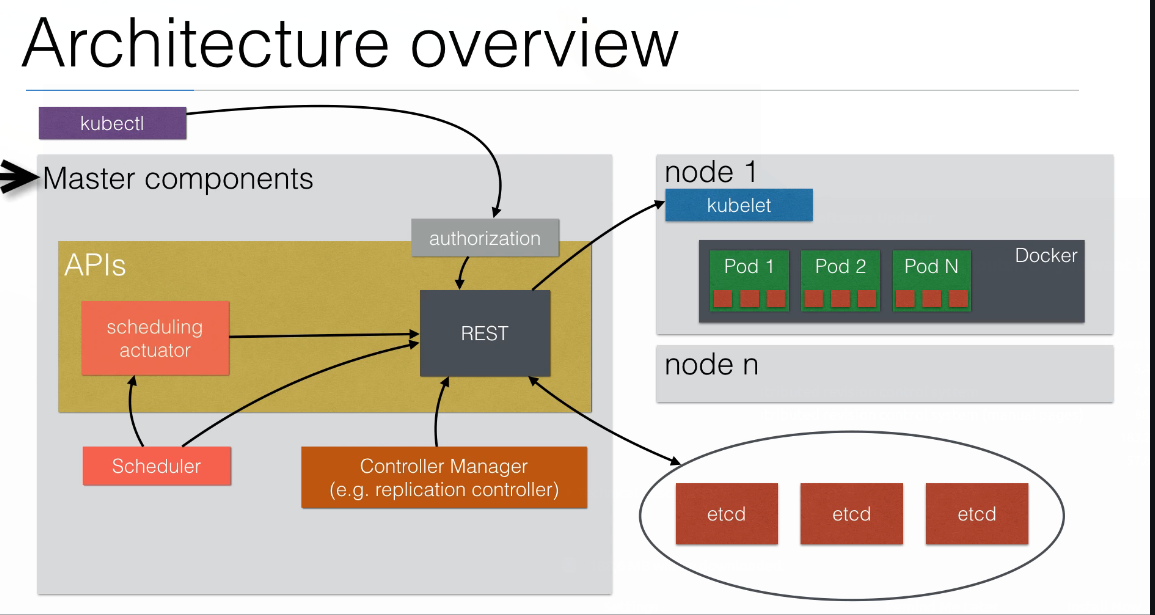 Architecture overview
kubectl
Master components
authorization
APIs
scheduling
actuator
REST
Scheduler
Controller Manager
(e.g. replication controller)
node 1
kubelet
Docker
Pod 1
Pod 2
Pod N
node n
etcd
etcd
etcd